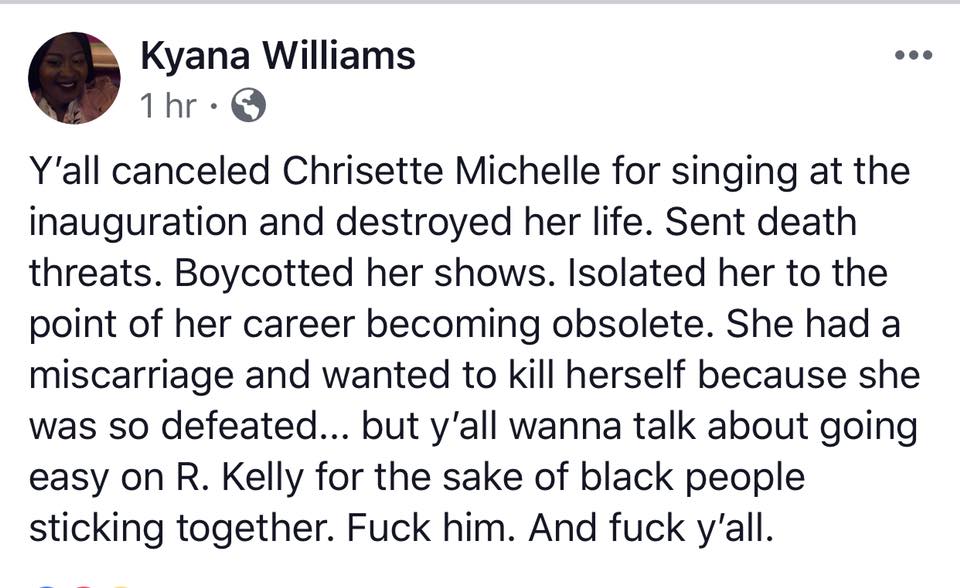 Kyana Williams
1 hr ·
Y’all canceled Chrisette Michelle for singing at the
inauguration and destroyed her life. Sent death
threats. Boycotted her shows. Isolated her to the
point of her career becoming obsolete. She had a
miscarriage and wanted to kill herself because she
was so defeated... but y’all wanna talk about going
easy on R. Kelly for the sake of black people
sticking together. Fuck him. And fuck y’all.